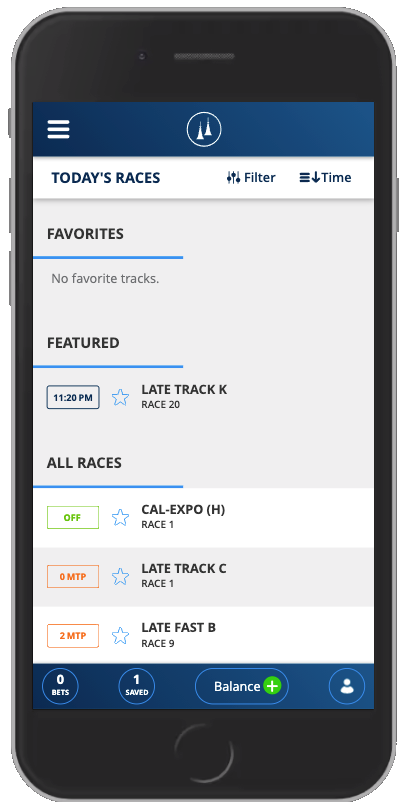 TODAY'S RACES
Filter
Time
FAVORITES
No favorite tracks.
FEATURED
11:20 PM
LATE TRACK K
RACE 20
ALL RACES
OFF
CAL-EXPO (H)
RACE 1
0 MTP
LATE TRACK C
RACE 1
2 MTP
LATE FAST B
RACE 9
0
BETS
1
SAVED
Balance